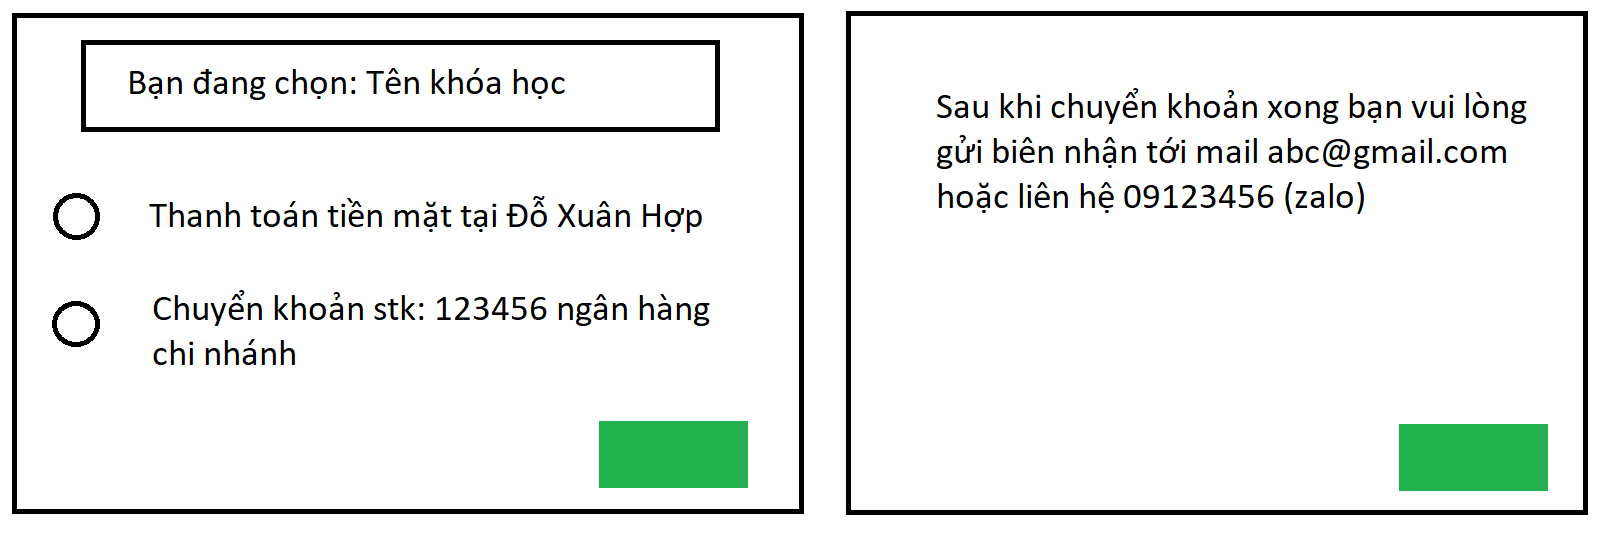 Bạn đang chọn: Tên khóa học
Thanh toán tiền mặt tại Đỗ Xuân Hợp
Chuyển khoản stk: 123456 ngân hàng
chi nhánh
Sau khi chuyển khoản xong bạn vui lòng
gửi biên nhận tới mail abc@gmail.com
hoặc liên hệ 09123456 (zalo)